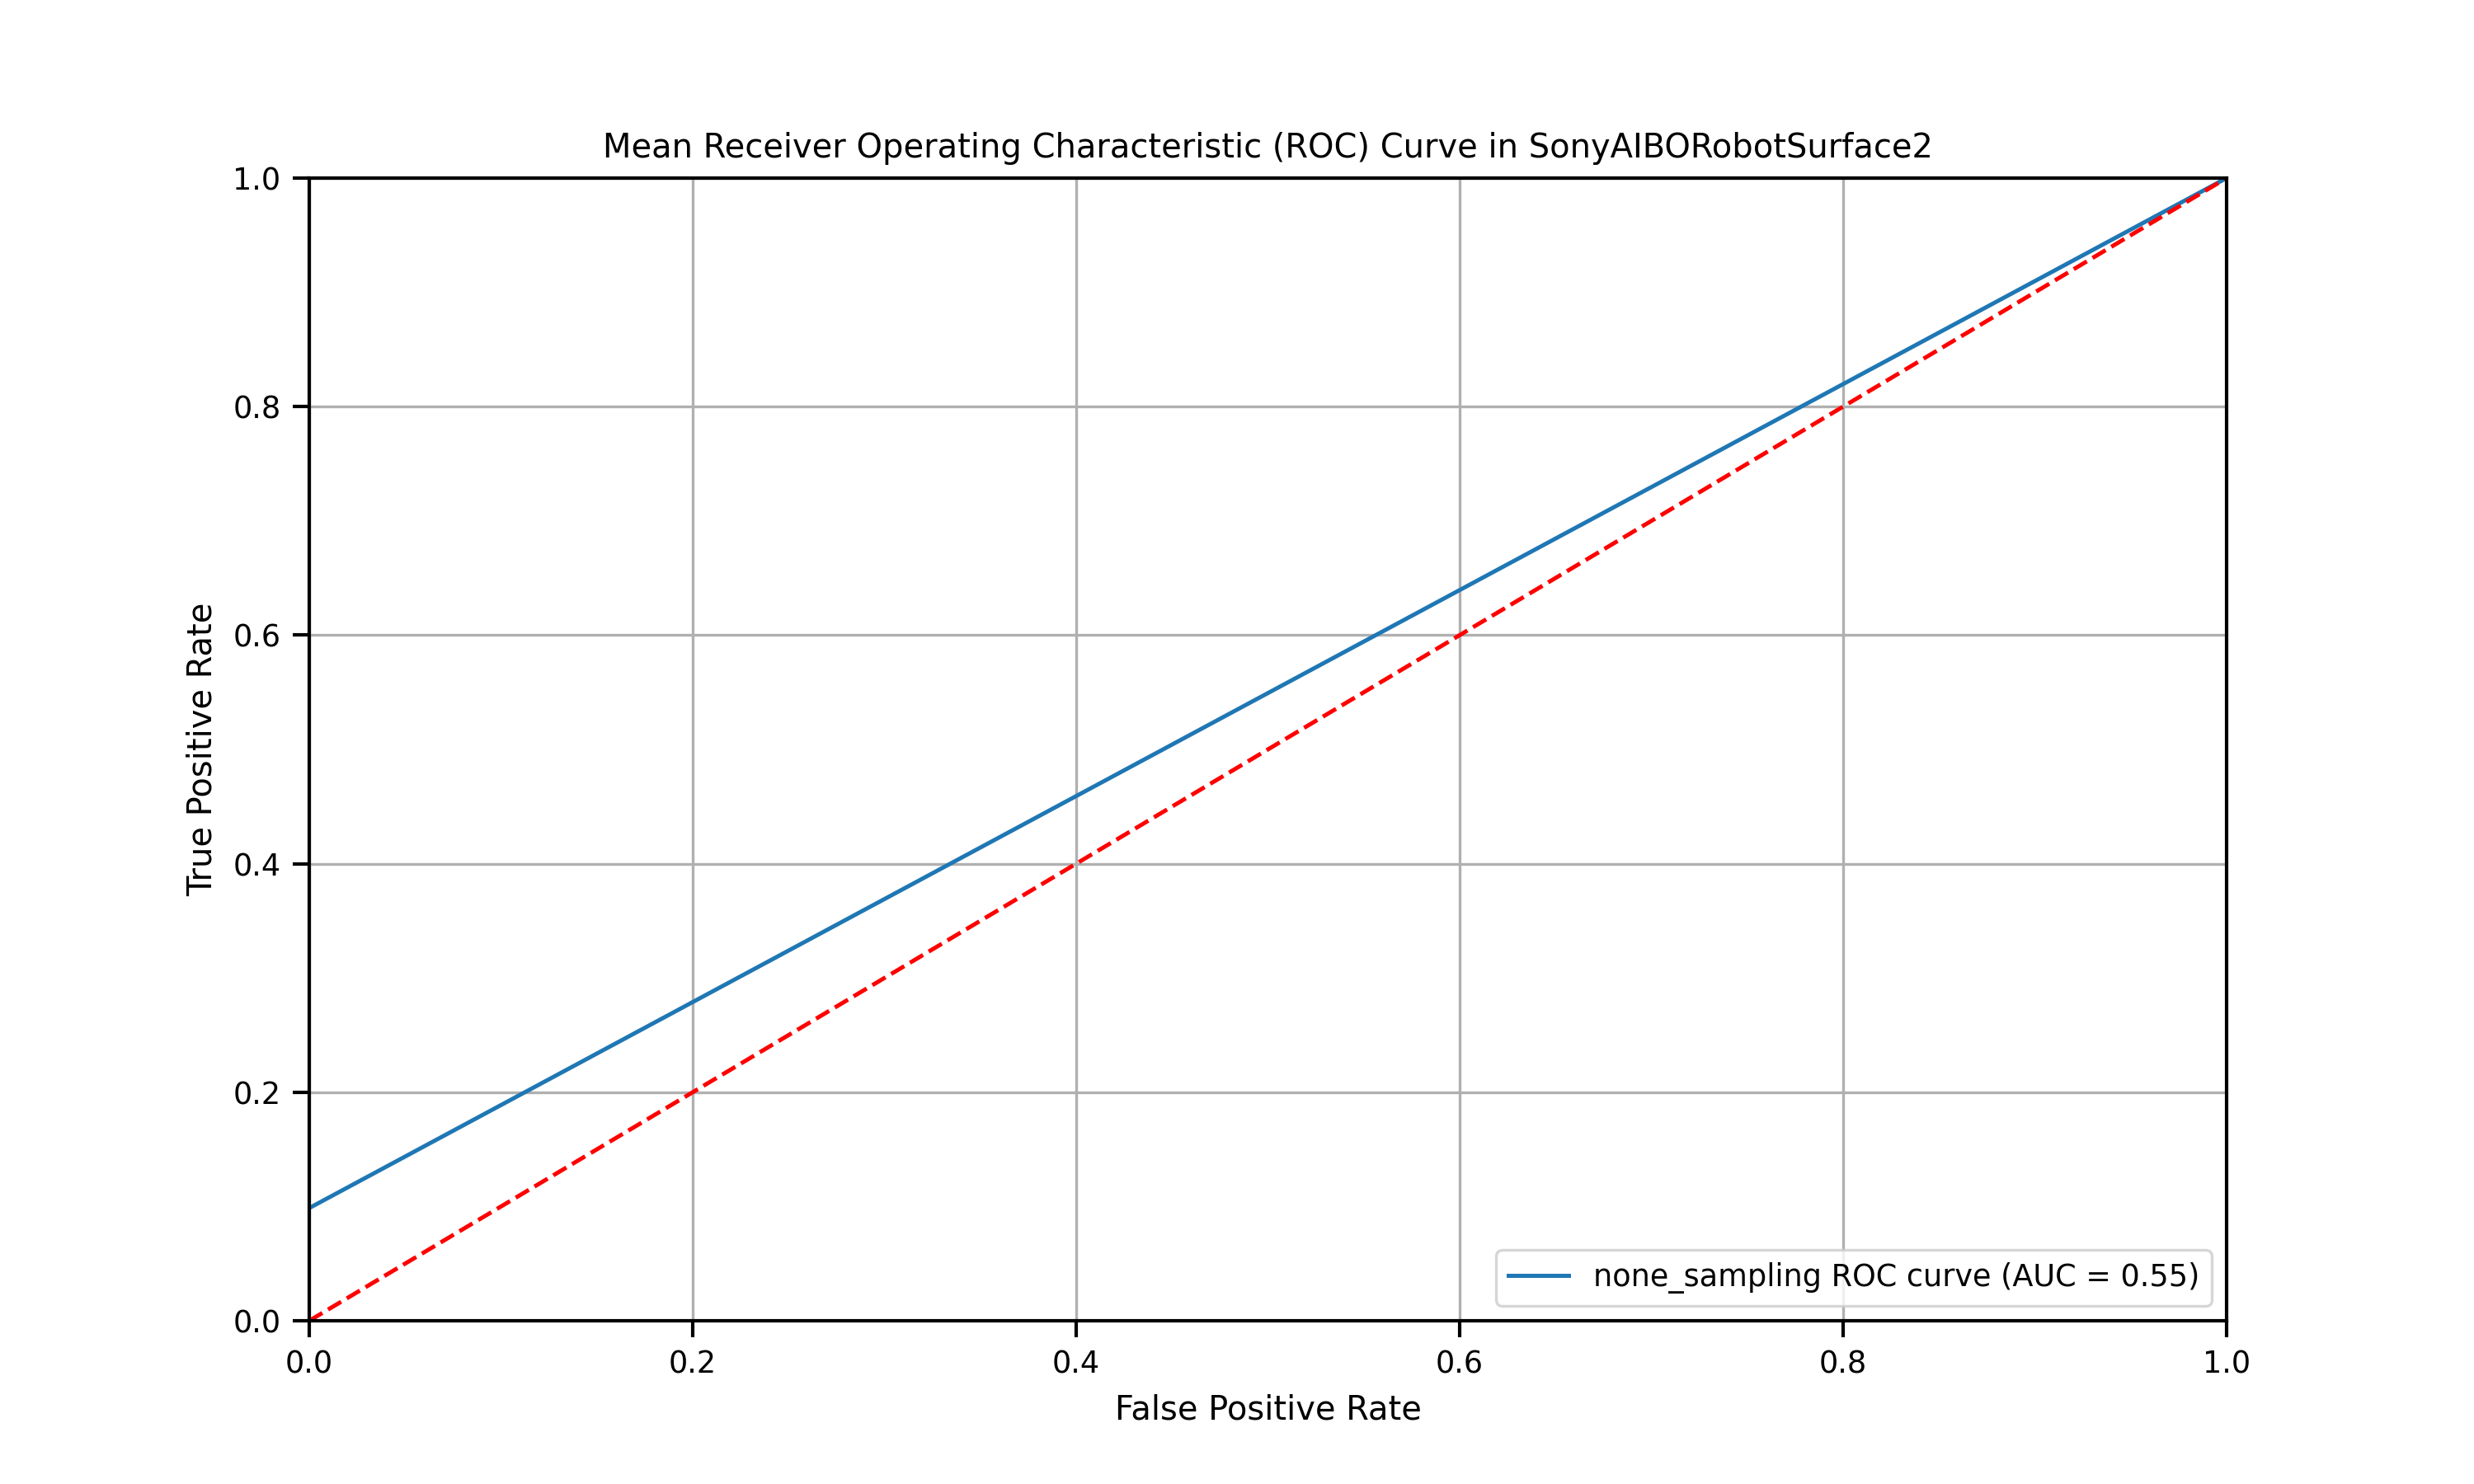 Mean Receiver Operating Characteristic (ROC) Curve in SonyAIBORobotSurface2
1.0
0.8
0.6
0.4
0.2
0.0
True Positive Rate
none_sampling ROC curve (AUC = 0.55)
0.0 0.2 0.4 0.6 0.8 1.0
False Positive Rate